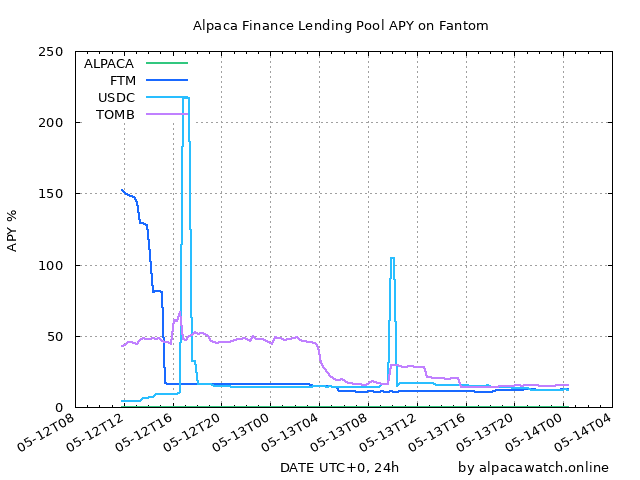 Alpaca Finance Lending Pool APY on Fantom
250
200
150
100
50
0
APY %
ALPACA
FTM
USDC
TOMB
05-12T08
05-12T12
05-12T16
05-12T20
05-13T00
05-13T04
05-13T08
05-13T12
05-13T16
05-13T20
05-14T00
05-14T04
DATE UTC+0, 24h
by alpacawatch.online